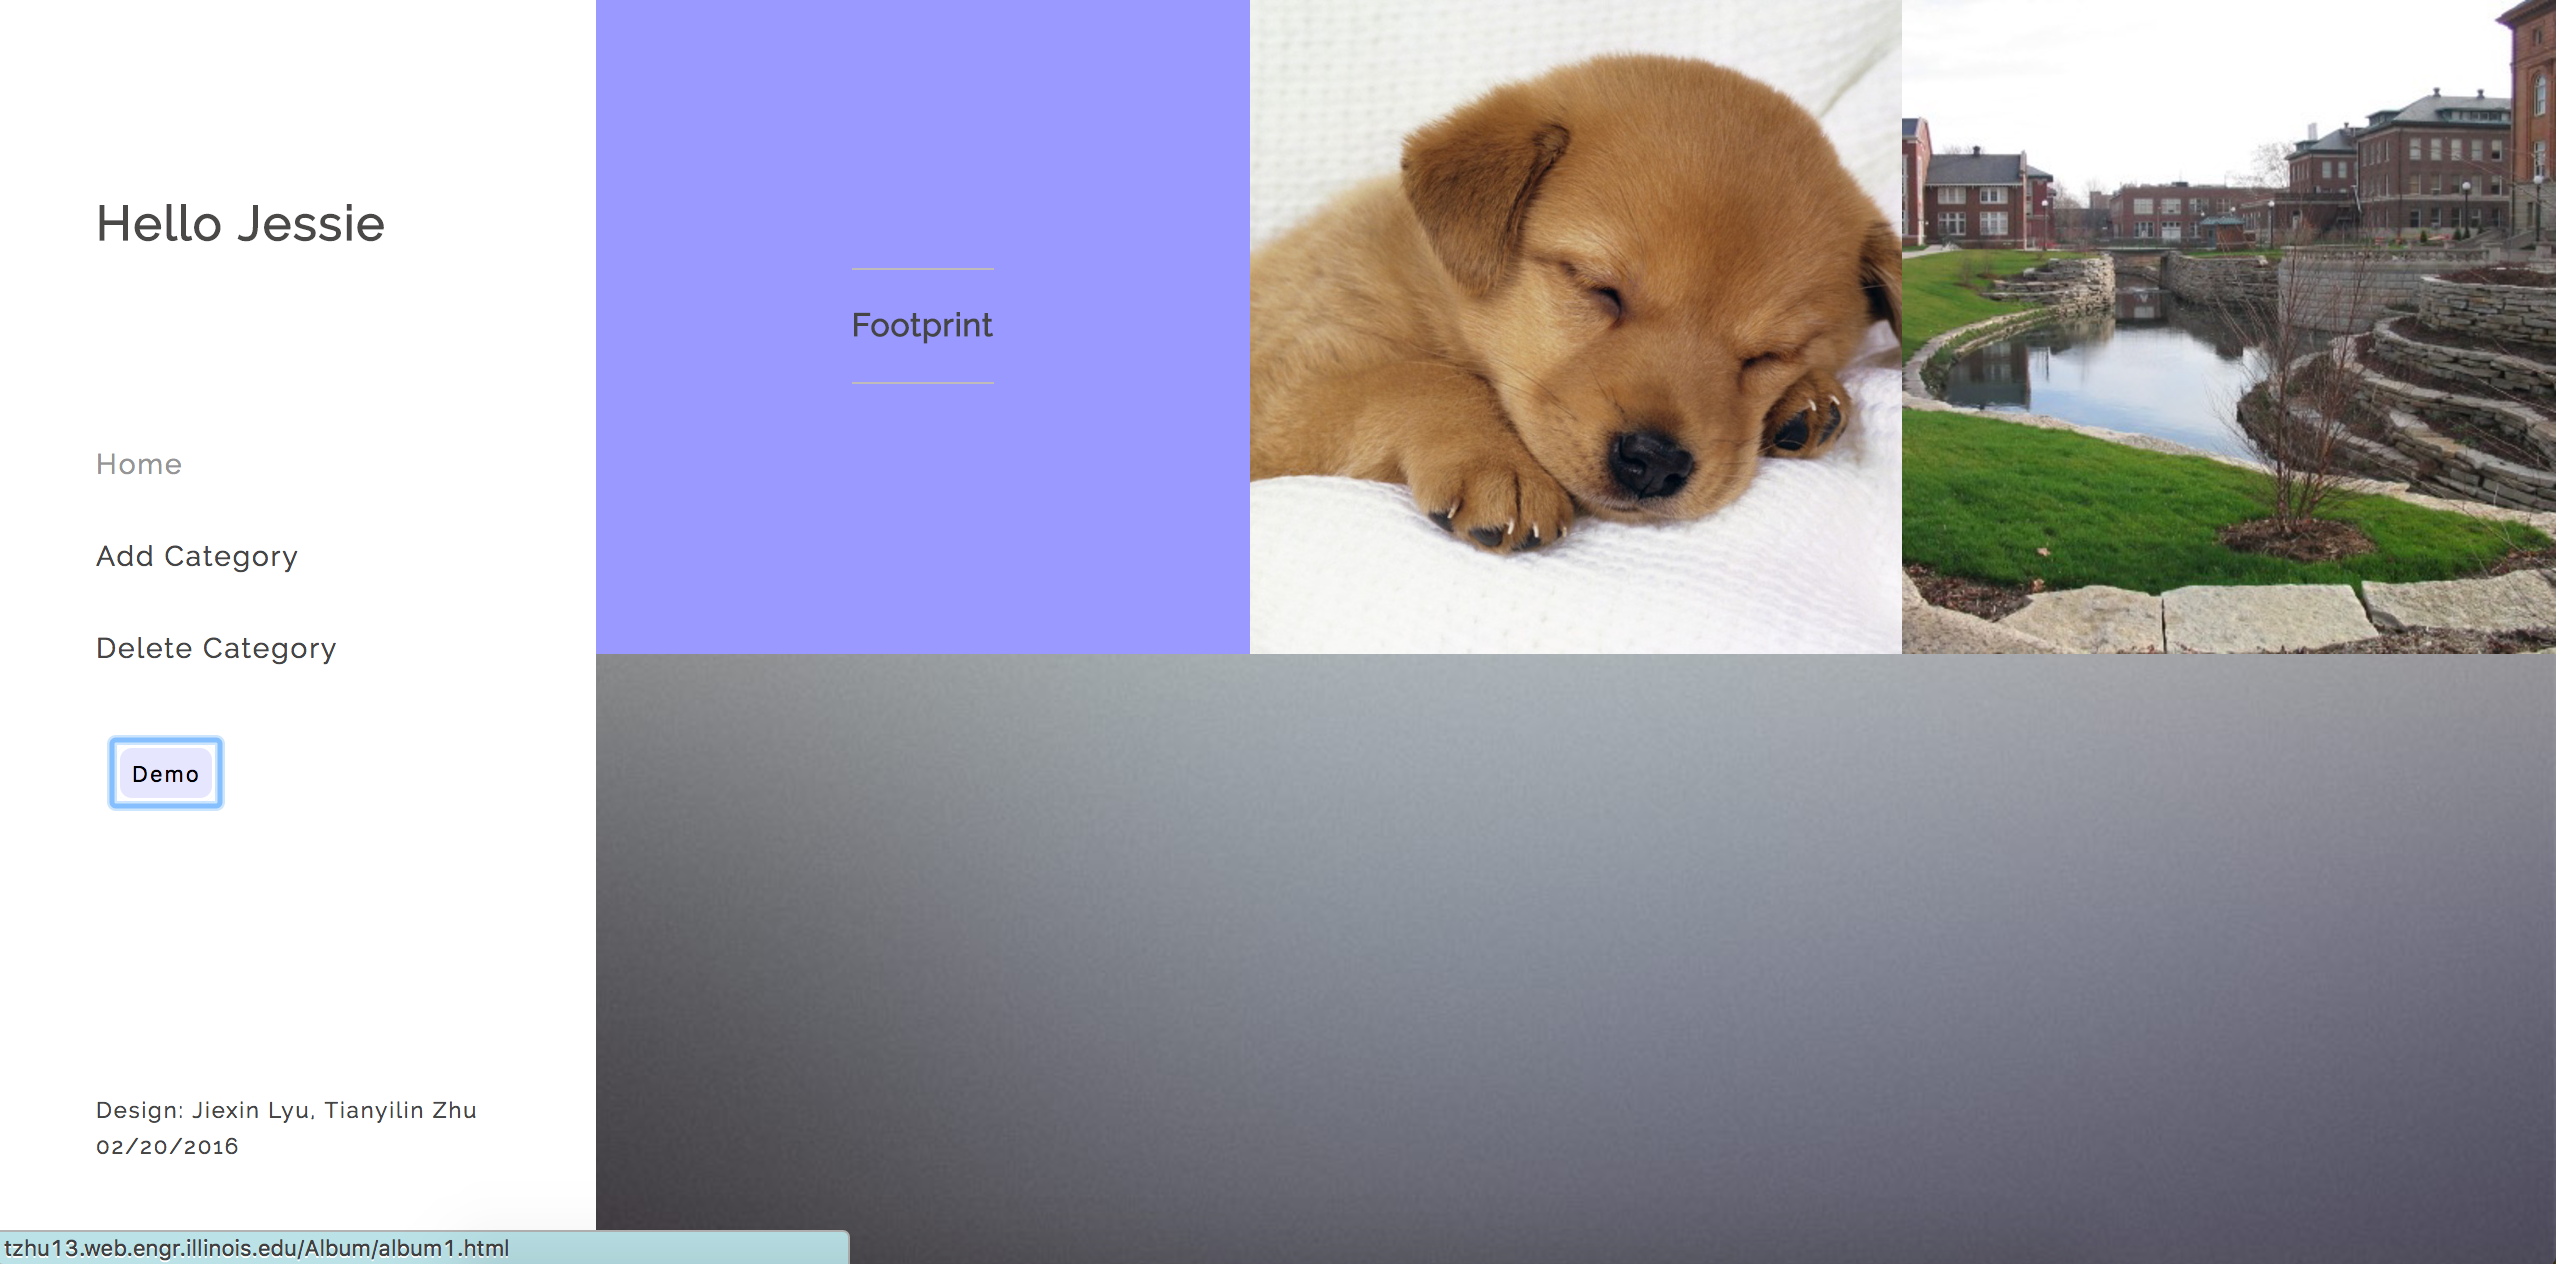 Hello Jessie
Home
Add Category
Delete Category
Demo
Design: Jiexin Lyu, Tianyilin Zhu
02/20/2016
tzhu13.web.engr.illinois.edu/Album/album1.html
Footprint